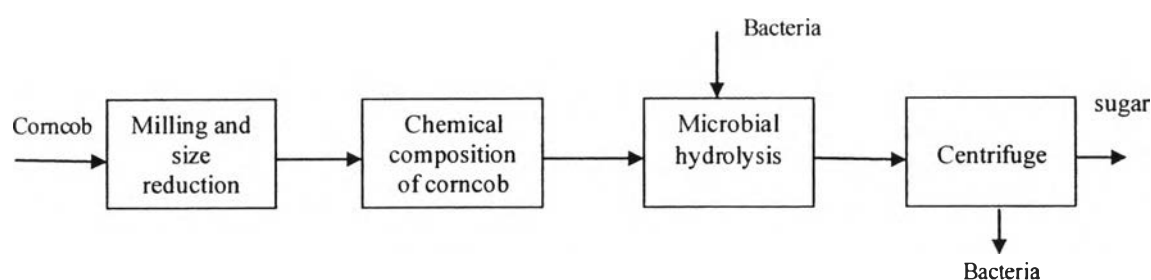 Bacteria
Corncob
Milling and
size
reduction
Chemical
composition
of corncob
Microbial
hydrolysis
Centrifuge
sugar
Bacteria